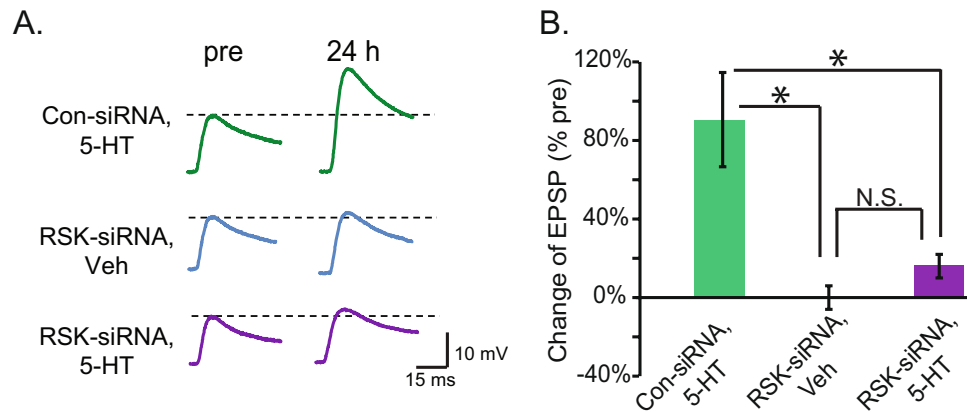 A.
pre
24 h
Con-siRNA,
5-HT
RSK-siRNA,
Veh
RSK-siRNA,
5-HT
10 mV
15 ms
B.
Change of EPSP (% pre)
120%
80%
40%
0%
-40%
*
*
N.S.
Con-siRNA,
5-HT
RSK-siRNA,
Veh
RSK-siRNA,
5-HT